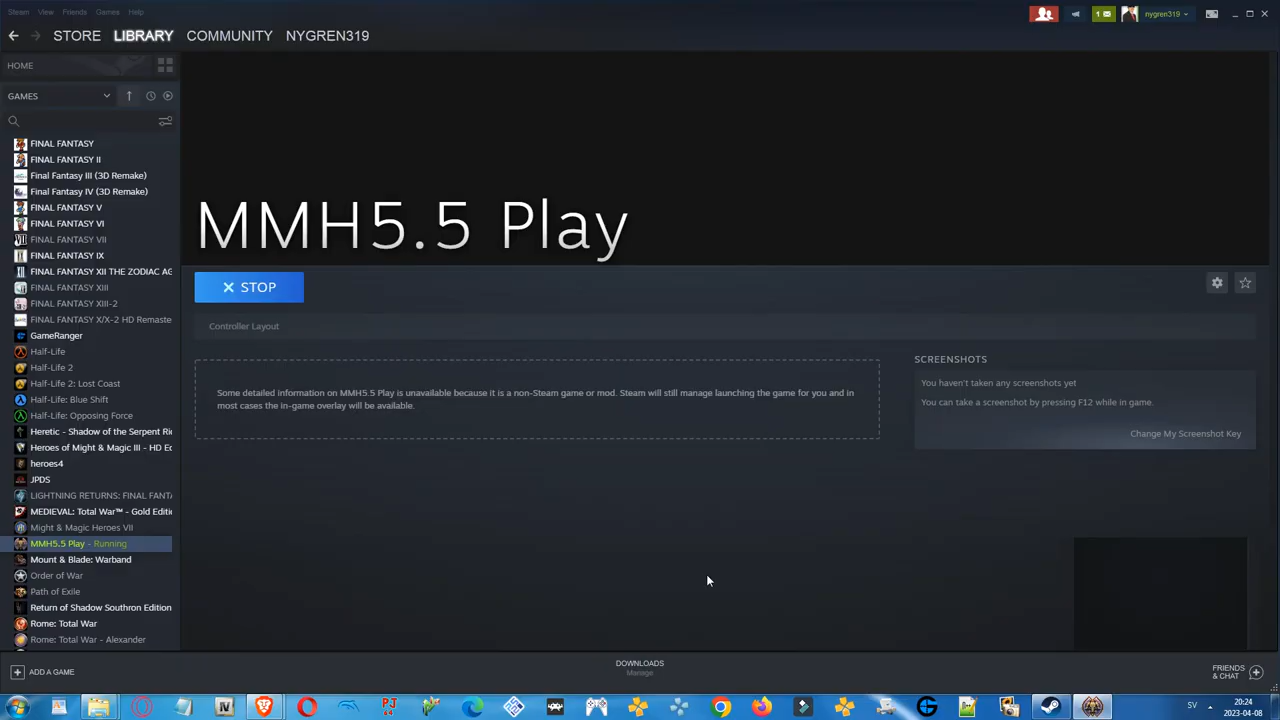 Steam View Friends Games Help
1 nygren319
STORE LIBRARY COMMUNITY NYGREN319
HOME
GAMES
FINAL FANTASY
FINAL FANTASY II
Final Fantasy III (3D Remake)
Final Fantasy IV (3D Remake)
FINAL FANTASY V
FINAL FANTASY VI
FINAL FANTASY VII
FINAL FANTASY IX
FINAL FANTASY XII THE ZODIAC AG
FINAL FANTASY XIII
FINAL FANTASY XIII-2
FINAL FANTASY X/X-2 HD Remaste
GameRanger
Half-Life
Half-Life 2
Half-Life 2: Lost Coast
Half-Life: Blue Shift
Half-Life: Opposing Force
Heretic - Shadow of the Serpent Ri
Heroes of Might & Magic III - HD Ed
heroes4
JPDS
LIGHTNING RETURNS: FINAL FANTA
MEDIEVAL: Total War™ - Gold Editi
Might & Magic Heroes VII
MMH5.5 Play - Running
Mount & Blade: Warband
Order of War
Path of Exile
Return of Shadow Southron Edition
Rome: Total War
Rome: Total War - Alexander
MMH5.5 Play
STOP
Controller Layout
Some detailed information on MMH5.5 Play is unavailable because it is a non-Steam game or mod. Steam will still manage launching the game for you and in
most cases the in-game overlay will be available.
SCREENSHOTS
You haven't taken any screenshots yet
You can take a screenshot by pressing F12 while in game.
Change My Screenshot Key
ADD A GAME
DOWNLOADS
Manage
FRIENDS
& CHAT
SV
20:24
2023-04-08